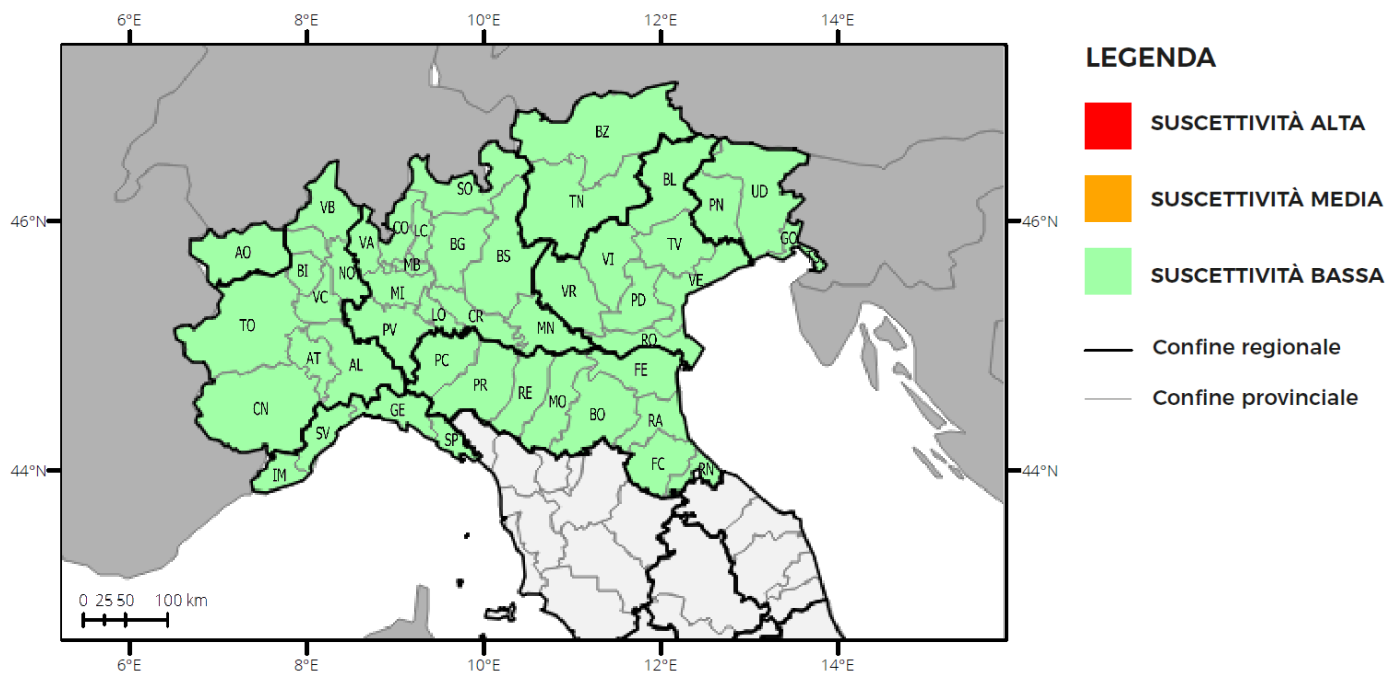 6°E 8°E 10°E 12°E 14°E
LEGENDA
SUSCETTIVITÀ ALTA
SUSCETTIVITÀ MEDIA
SUSCETTIVITÀ BASSA
Confine regionale
Confine provinciale
46°N 46°N
44°N 44°N
BZ
SO BL UD
TN PN
VB
CO LC TV GO
VA
AO BG BS VI
MB
BI NO VE
VC MI VR PD
LO CR
TO PV MN RO
AT AL PC FE
PR RE MO
CN GE BO RA
SV SP
IM FC RN
0 25 50 100 km
6°E 8°E 10°E 12°E 14°E